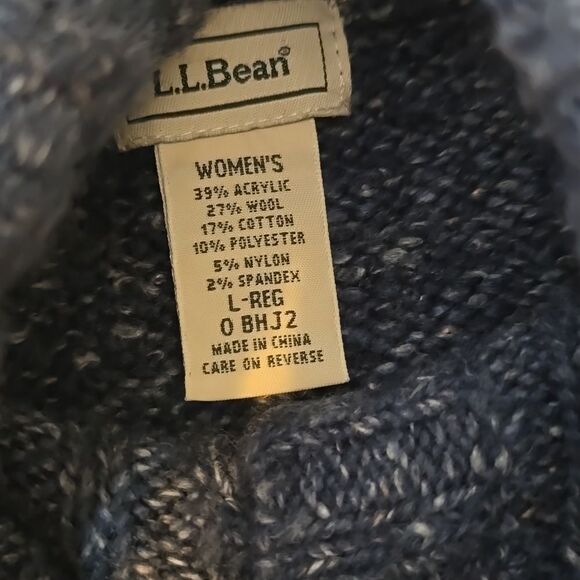 L.L.Bean®
WOMEN'S
39% ACRYLIC
27% WOOL
17% COTTON
10% POLYESTER
5% NYLON
2% SPANDEX
L-REG
0 BHJ2
MADE IN CHINA
CARE ON REVERSE